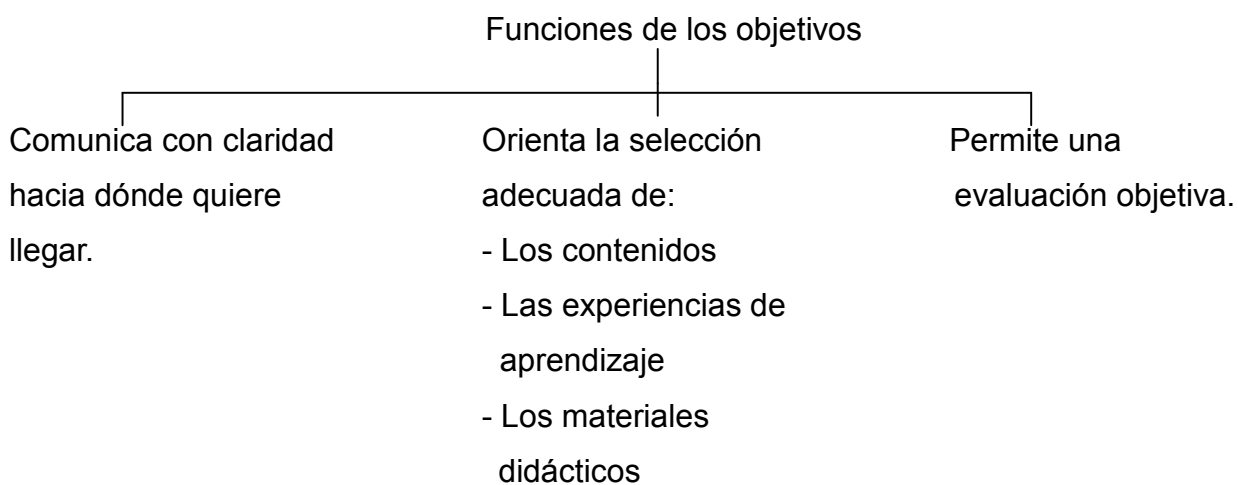 Funciones de los objetivos
Comunica con claridad
hacia dónde quiere
llegar.
Orienta la selección
adecuada de:
- Los contenidos
- Las experiencias de
aprendizaje
- Los materiales
didácticos
Permite una
evaluación objetiva.